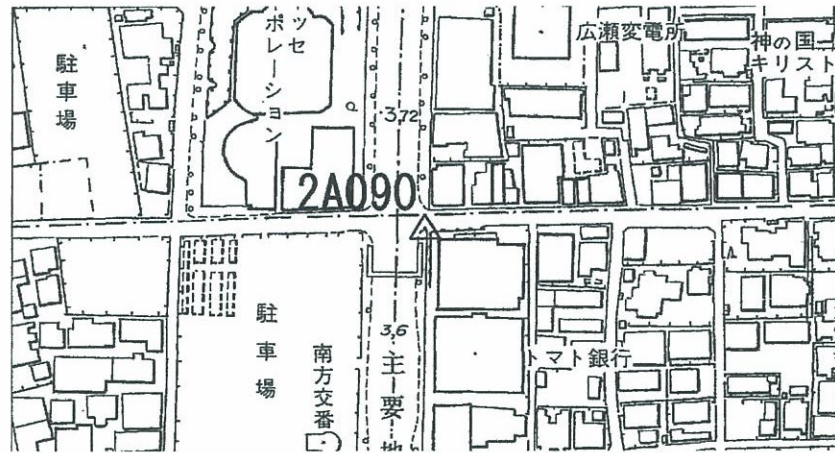 広瀬変電所
神の国
キリスト
駐車場
ッセ
ポレーション
3.72
2A090
駐車場
3.6
主要地
南方交番
トマト銀行